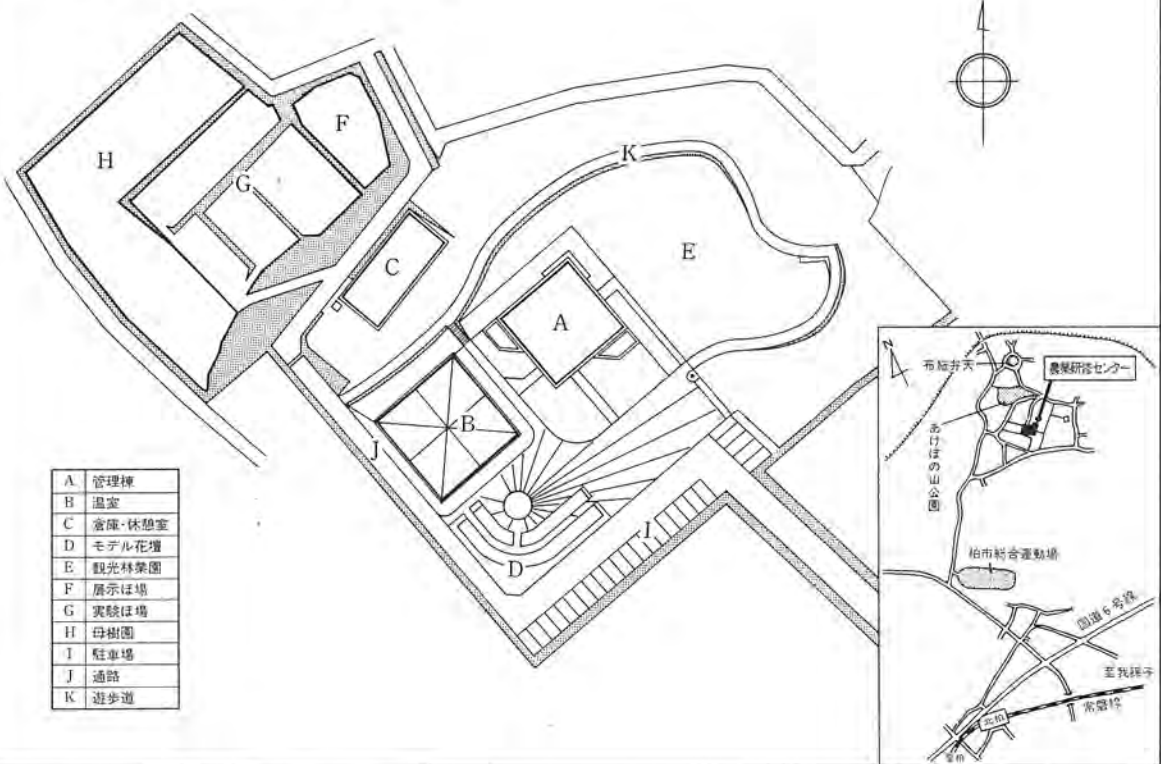 H
F
G
C
K
E
A
B
J
I
D
A 管理棟
B 温室
C 倉庫・休憩室
D モデル花壇
E 観光林業園
F 展示ほ場
G 実験ほ場
H 母樹園
I 駐車場
J 通路
K 遊歩道
N
布施弁天
農業研修センター
あけぼの山公園
柏市総合運動場
国道6号線
至我孫子
常磐線
北柏
至柏